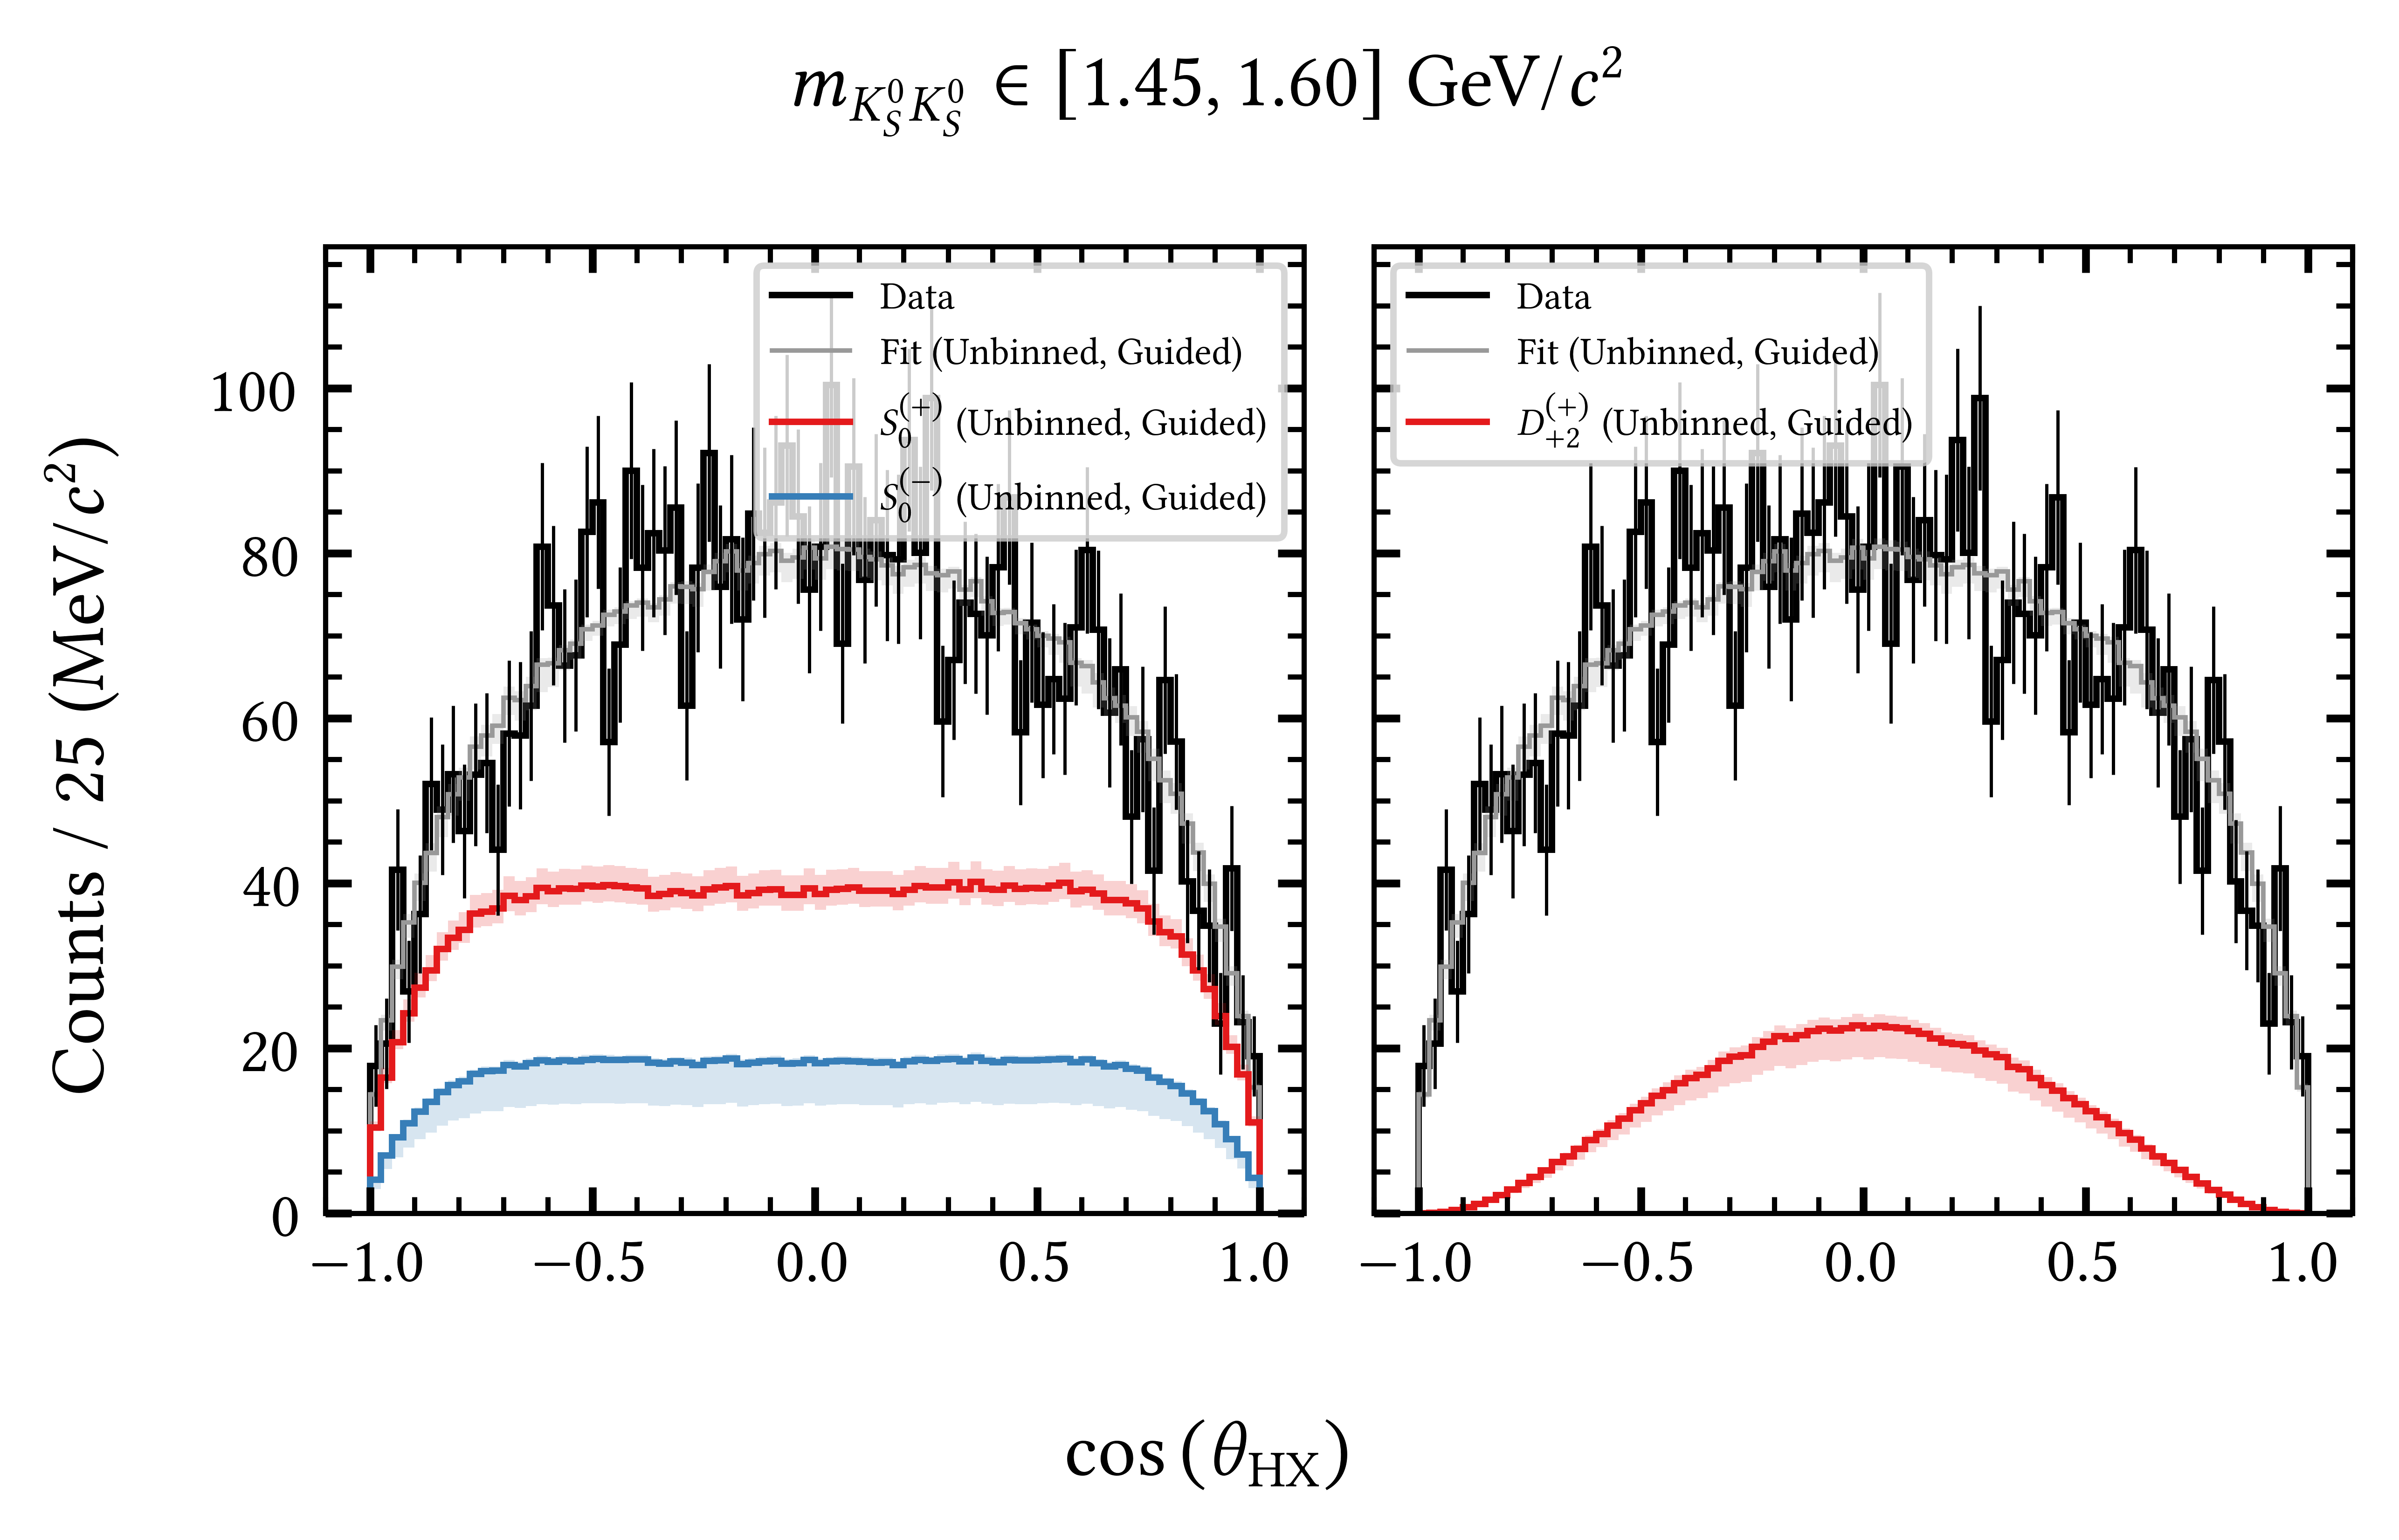 m_{K_S^0 K_S^0} ∈ [1.45, 1.60] GeV/c²
Data
Fit (Unbinned, Guided)
S_0^{(+)} (Unbinned, Guided)
S_0^{(−)} (Unbinned, Guided)
Data
Fit (Unbinned, Guided)
D_{+2}^{(+)} (Unbinned, Guided)
Counts / 25 (MeV/c²)
100
80
60
40
20
0
−1.0 −0.5 0.0 0.5 1.0
−1.0 −0.5 0.0 0.5 1.0
cos (θ_{HX})